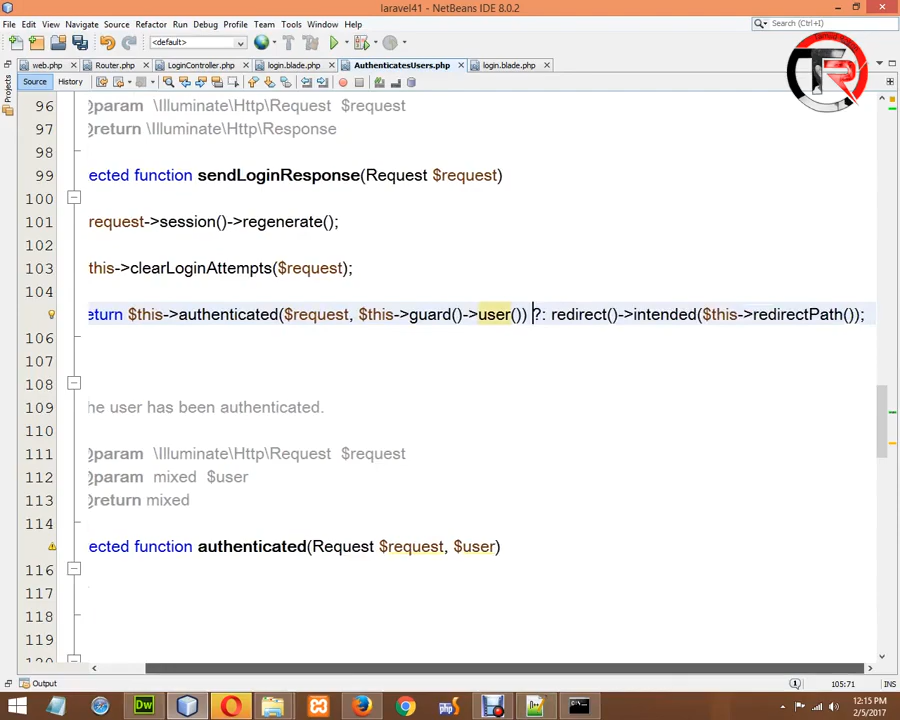 laravel41 - NetBeans IDE 8.0.2
File Edit View Navigate Source Refactor Run Debug Profile Team Tools Window Help
<default>
Search (Ctrl+I)
web.php Router.php LoginController.php login.blade.php AuthenticatesUsers.php login.blade.php
Source History
Projects
96 @param \Illuminate\Http\Request $request
97 @return \Illuminate\Http\Response
98
99 ected function sendLoginResponse(Request $request)
100
101 request->session()->regenerate();
102
103 this->clearLoginAttempts($request);
104
eturn $this->authenticated($request, $this->guard()->user()) ?: redirect()->intended($this->redirectPath());
106
107
108
109 he user has been authenticated.
110
111 @param \Illuminate\Http\Request $request
112 @param mixed $user
113 @return mixed
114
ected function authenticated(Request $request, $user)
116
117
118
119
120
Output
105:71 INS
12:15 PM
2/5/2017